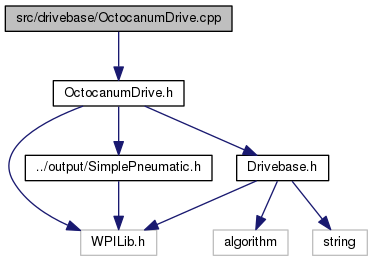 src/drivebase/OctocanumDrive.cpp
OctocanumDrive.h
../output/SimplePneumatic.h
Drivebase.h
WPILib.h
algorithm
string